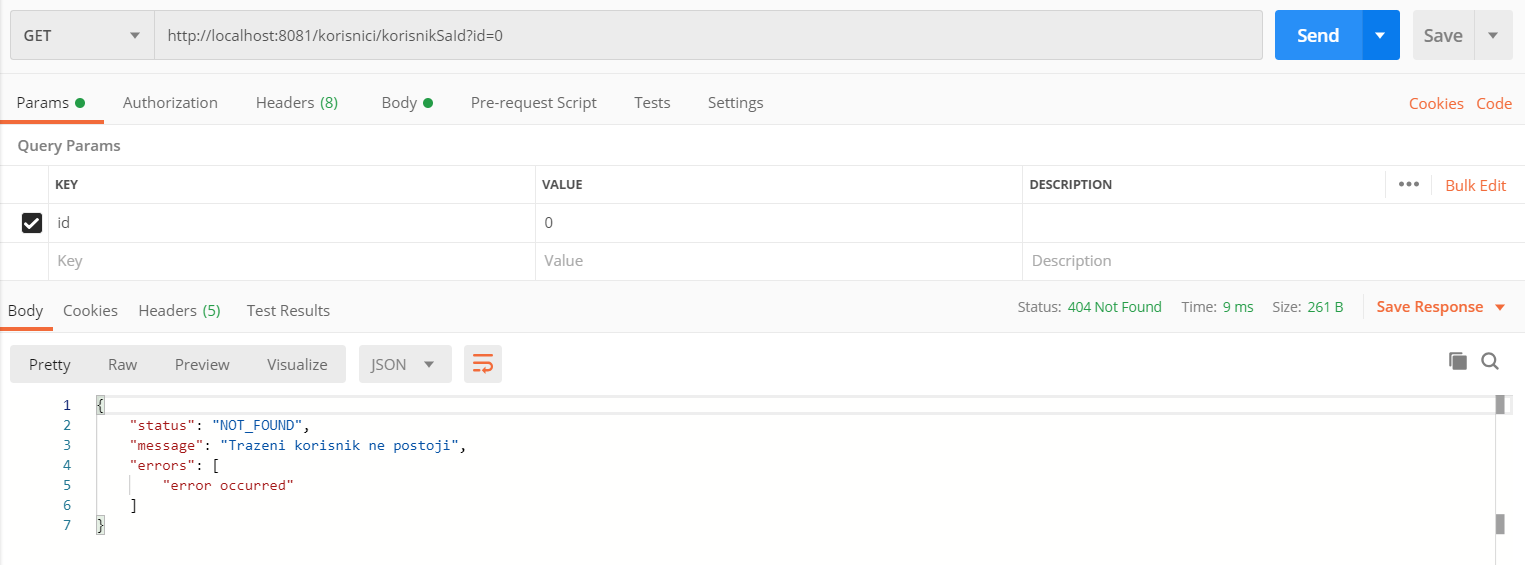 GET http://localhost:8081/korisnici/korisnikSaId?id=0 Send Save
Params Authorization Headers (8) Body Pre-request Script Tests Settings Cookies Code
Query Params
KEY VALUE DESCRIPTION ••• Bulk Edit
id 0
Key Value Description
Body Cookies Headers (5) Test Results Status: 404 Not Found Time: 9 ms Size: 261 B Save Response
Pretty Raw Preview Visualize JSON
1 {
2 "status": "NOT_FOUND",
3 "message": "Trazeni korisnik ne postoji",
4 "errors": [
5 "error occurred"
6 ]
7 }